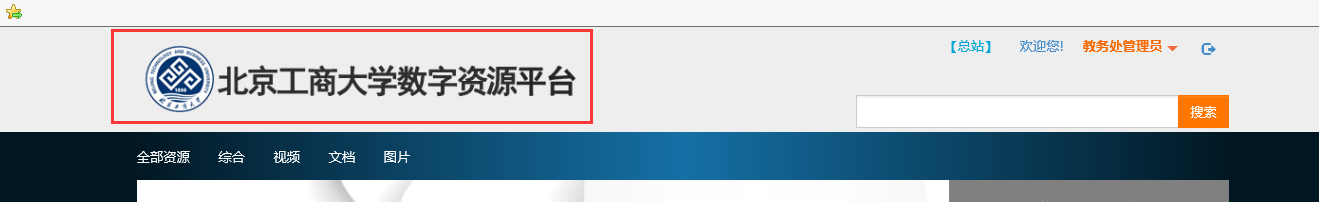 【总站】 欢迎您! 教务处管理员
北京工商大学数字资源平台
搜索
全部资源 综合 视频 文档 图片